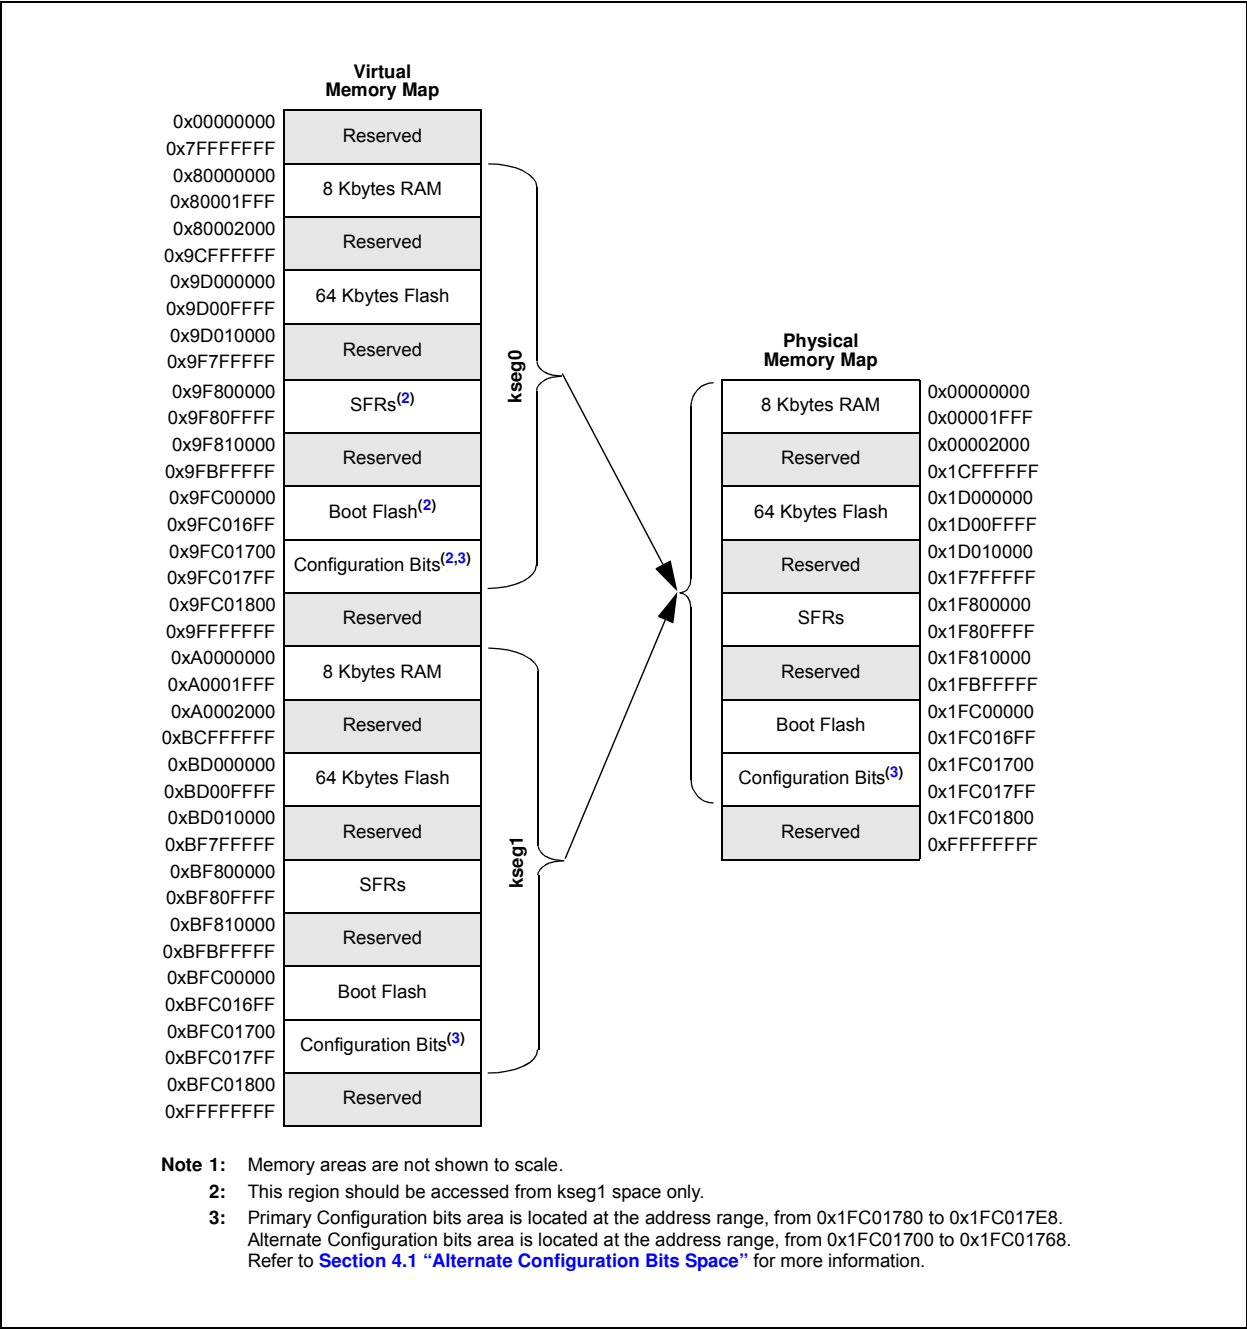 Virtual
Memory Map
0x00000000
Reserved
0x7FFFFFFF
0x80000000
8 Kbytes RAM
0x80001FFF
0x80002000
Reserved
0x9CFFFFFF
0x9D000000
64 Kbytes Flash
0x9D00FFFF
0x9D010000
Reserved
0x9F7FFFFF
0x9F800000
SFRs(2)
0x9F80FFFF
0x9F810000
Reserved
0x9FBFFFFF
0x9FC00000
Boot Flash(2)
0x9FC016FF
0x9FC01700
Configuration Bits(2,3)
0x9FC017FF
0x9FC01800
Reserved
0x9FFFFFFF
0xA0000000
8 Kbytes RAM
0xA0001FFF
0xA0002000
Reserved
0xBCFFFFFF
0xBD000000
64 Kbytes Flash
0xBD00FFFF
0xBD010000
Reserved
0xBF7FFFFF
0xBF800000
SFRs
0xBF80FFFF
0xBF810000
Reserved
0xBFBFFFFF
0xBFC00000
Boot Flash
0xBFC016FF
0xBFC01700
Configuration Bits(3)
0xBFC017FF
0xBFC01800
Reserved
0xFFFFFFFF
kseg0
kseg1
Physical
Memory Map
8 Kbytes RAM
0x00000000
0x00001FFF
Reserved
0x00002000
0x1CFFFFFF
64 Kbytes Flash
0x1D000000
0x1D00FFFF
Reserved
0x1D010000
0x1F7FFFFF
SFRs
0x1F800000
0x1F80FFFF
Reserved
0x1F810000
0x1FBFFFFF
Boot Flash
0x1FC00000
0x1FC016FF
Configuration Bits(3)
0x1FC01700
0x1FC017FF
Reserved
0x1FC01800
0xFFFFFFFF
Note 1: Memory areas are not shown to scale.
2: This region should be accessed from kseg1 space only.
3: Primary Configuration bits area is located at the address range, from 0x1FC01780 to 0x1FC017E8.
Alternate Configuration bits area is located at the address range, from 0x1FC01700 to 0x1FC01768.
Refer to Section 4.1 “Alternate Configuration Bits Space” for more information.